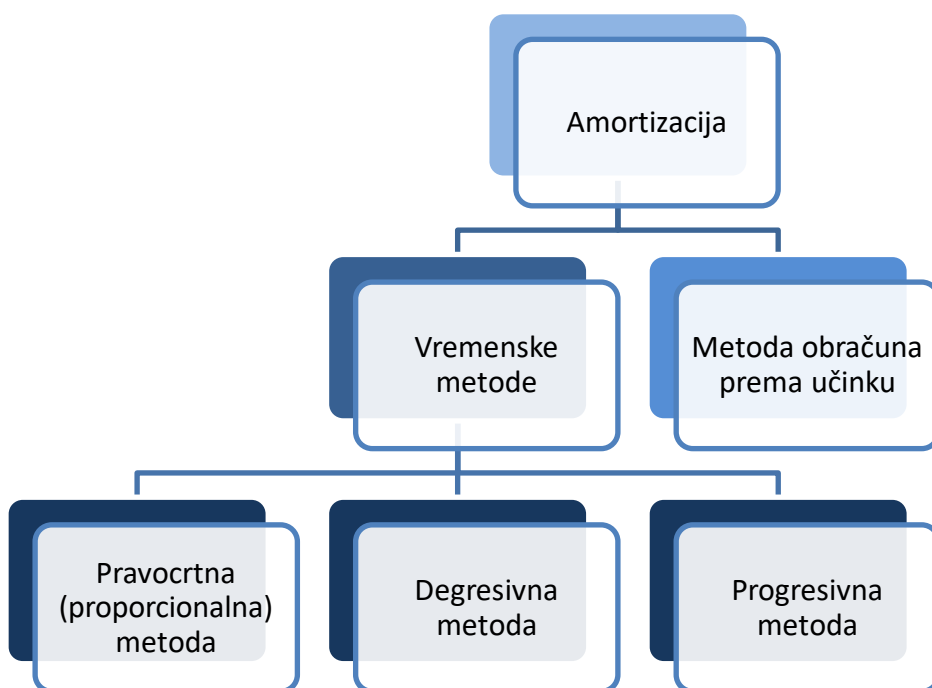 Amortizacija
Vremenske
metode
Metoda obračuna
prema učinku
Pravocrtna
(proporcionalna)
metoda
Degresivna
metoda
Progresivna
metoda